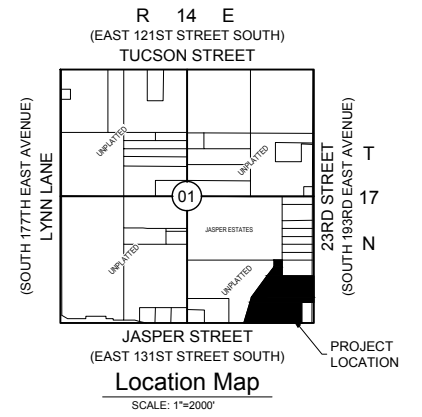 R 14 E
(EAST 121ST STREET SOUTH)
TUCSON STREET
(SOUTH 177TH EAST AVENUE)
LYNN LANE
UNPLATTED
UNPLATTED
01
JASPER ESTATES
UNPLATTED
UNPLATTED
23RD STREET
(SOUTH 193RD EAST AVENUE)
T
17
N
JASPER STREET
(EAST 131ST STREET SOUTH)
PROJECT
LOCATION
Location Map
SCALE: 1"=2000'